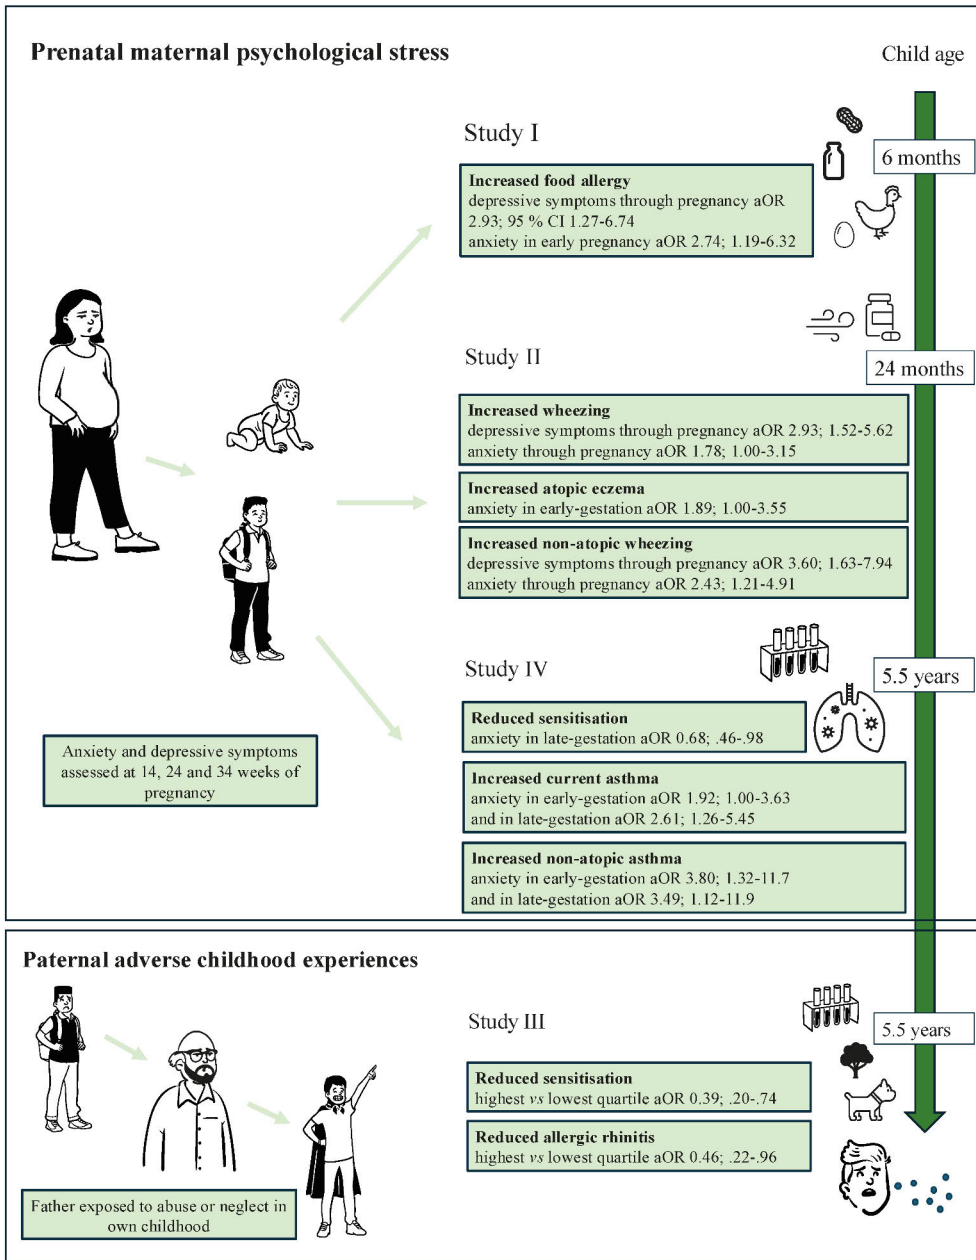 Prenatal maternal psychological stress
Child age
Study I
6 months
Increased food allergy
depressive symptoms through pregnancy aOR
2.93; 95 % CI 1.27-6.74
anxiety in early pregnancy aOR 2.74; 1.19-6.32
Study II
24 months
Increased wheezing
depressive symptoms through pregnancy aOR 2.93; 1.52-5.62
anxiety through pregnancy aOR 1.78; 1.00-3.15
Increased atopic eczema
anxiety in early-gestation aOR 1.89; 1.00-3.55
Increased non-atopic wheezing
depressive symptoms through pregnancy aOR 3.60; 1.63-7.94
anxiety through pregnancy aOR 2.43; 1.21-4.91
Study IV
5.5 years
Reduced sensitisation
anxiety in late-gestation aOR 0.68; .46-.98
Anxiety and depressive symptoms
assessed at 14, 24 and 34 weeks of
pregnancy
Increased current asthma
anxiety in early-gestation aOR 1.92; 1.00-3.63
and in late-gestation aOR 2.61; 1.26-5.45
Increased non-atopic asthma
anxiety in early-gestation aOR 3.80; 1.32-11.7
and in late-gestation aOR 3.49; 1.12-11.9
Paternal adverse childhood experiences
Study III
5.5 years
Reduced sensitisation
highest vs lowest quartile aOR 0.39; .20-.74
Reduced allergic rhinitis
highest vs lowest quartile aOR 0.46; .22-.96
Father exposed to abuse or neglect in
own childhood